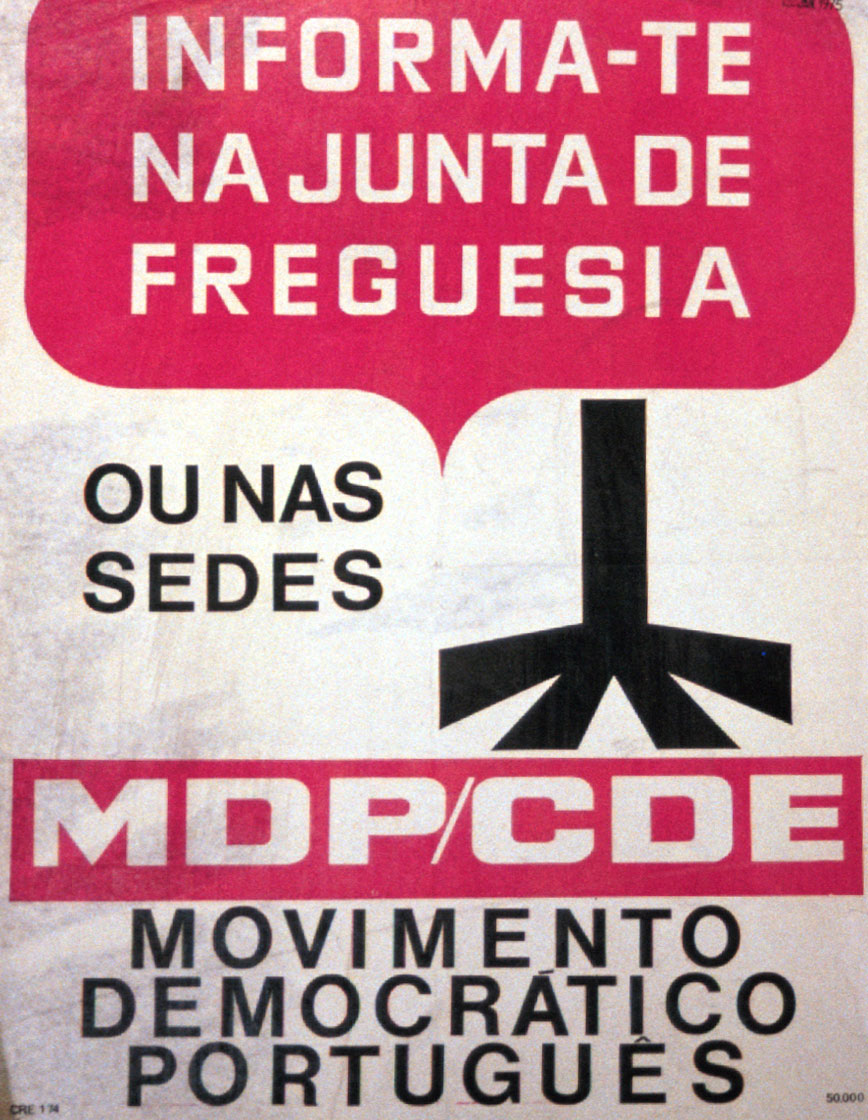 INFORMA-TE
NA JUNTA DE
FREGUESIA
OU NAS
SEDES
MDP/CDE
MOVIMENTO
DEMOCRÁTICO
PORTUGUÊS
CRE 1 74
50.000